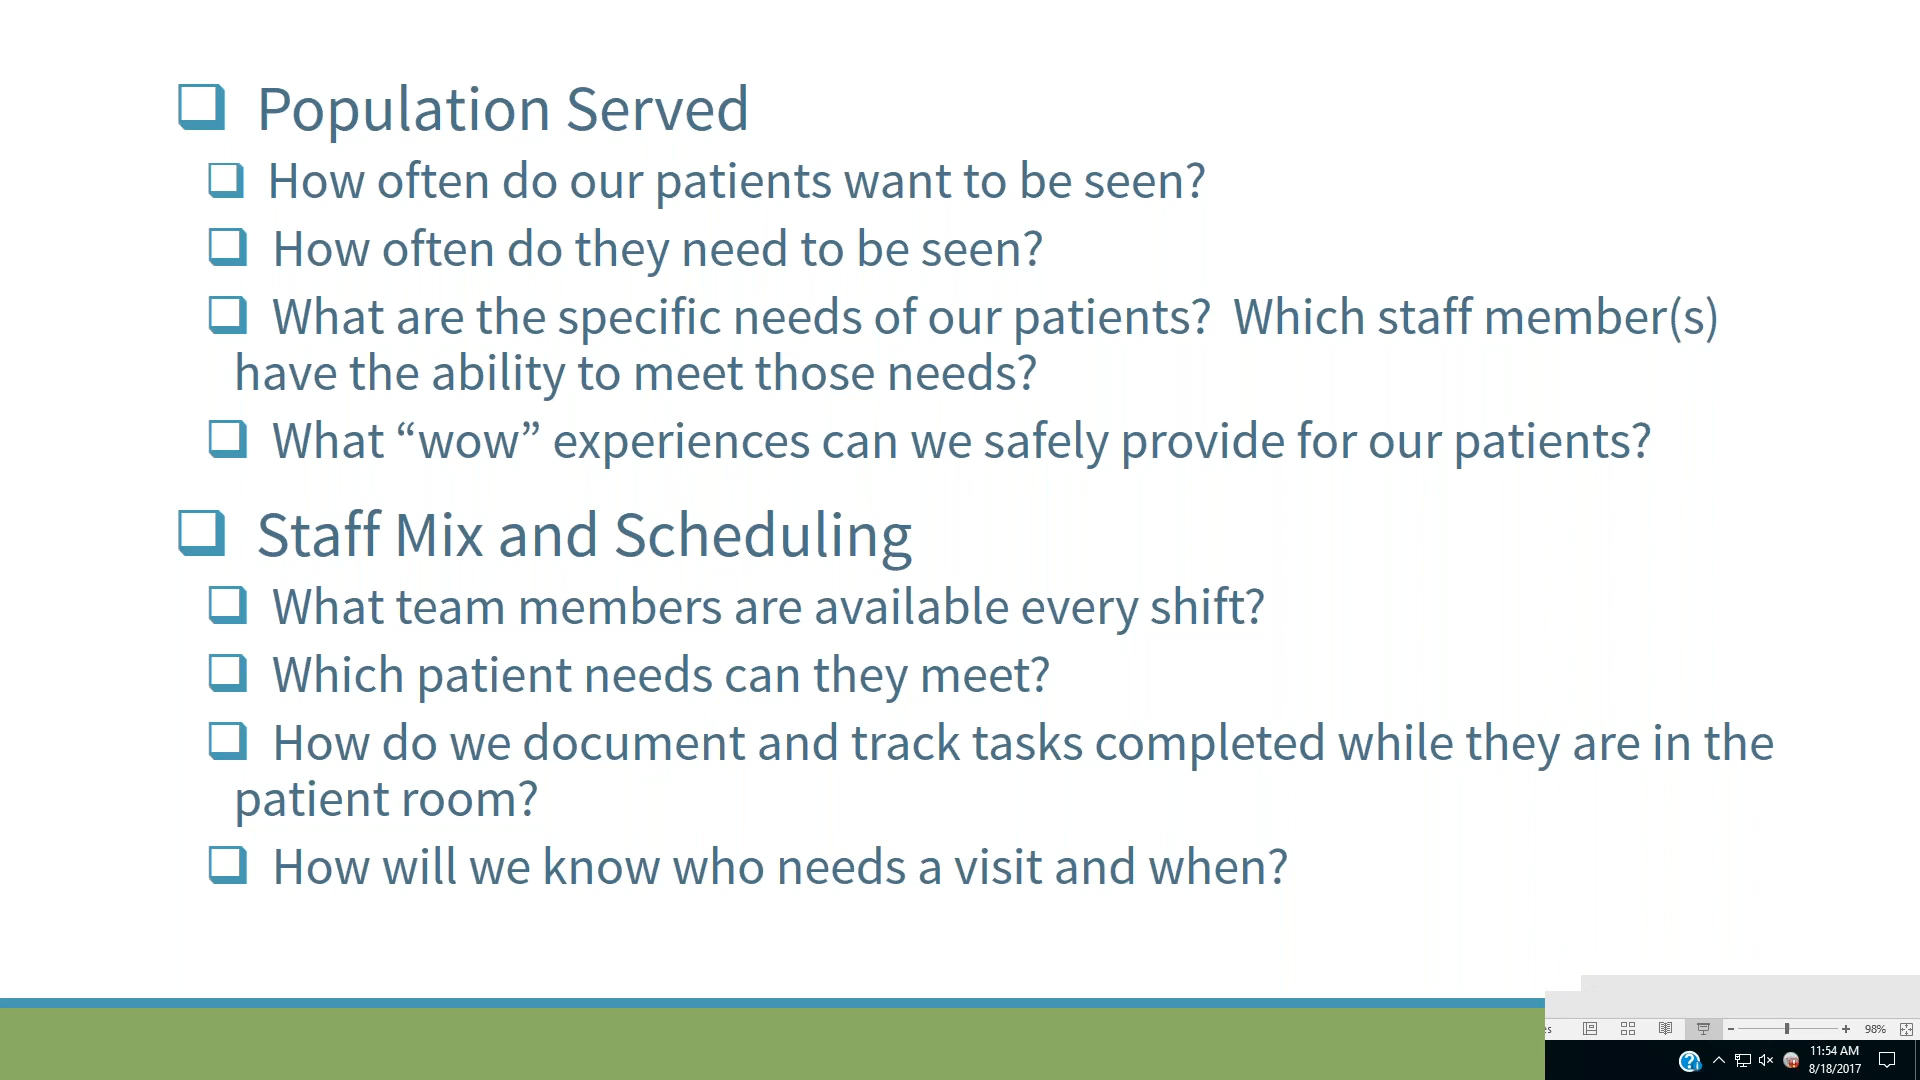 Population Served
How often do our patients want to be seen?
How often do they need to be seen?
What are the specific needs of our patients?  Which staff member(s)
have the ability to meet those needs?
What “wow” experiences can we safely provide for our patients?
Staff Mix and Scheduling
What team members are available every shift?
Which patient needs can they meet?
How do we document and track tasks completed while they are in the
patient room?
How will we know who needs a visit and when?
98%
11:54 AM
8/18/2017